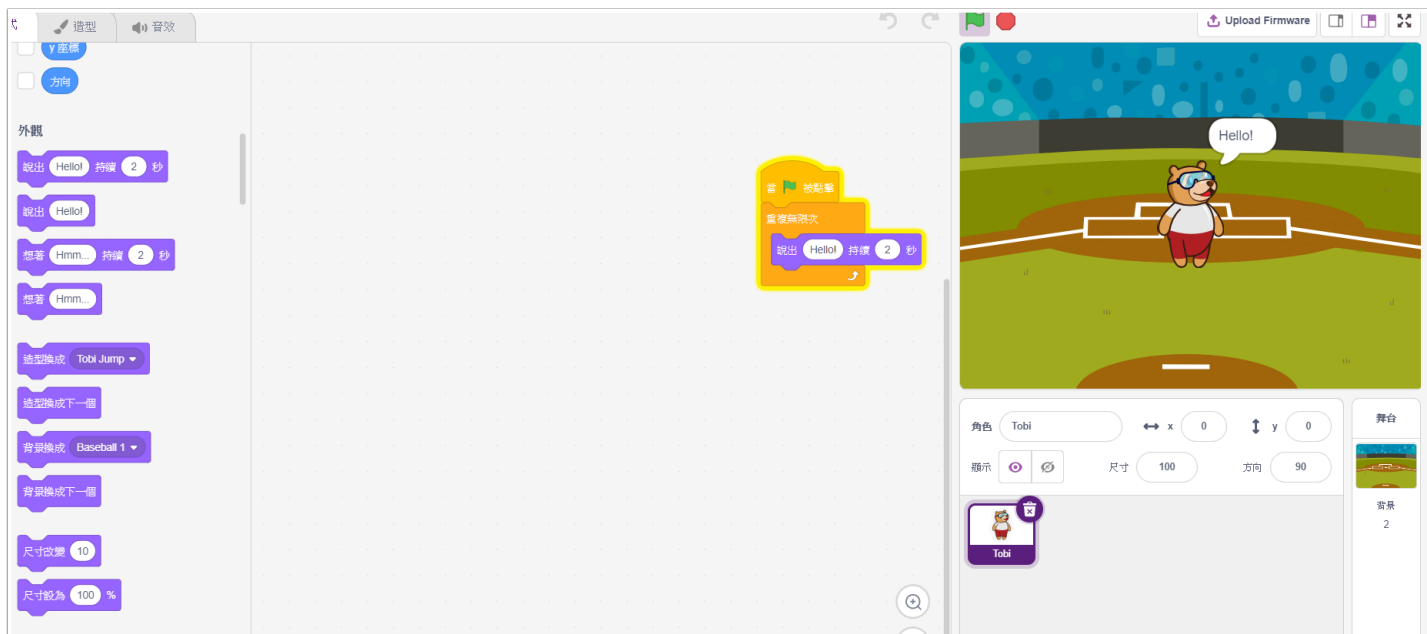 造型
音效
Upload Firmware
y 座標
方向
外觀
說出 Hello! 持續 2 秒
說出 Hello!
想著 Hmm... 持續 2 秒
想著 Hmm...
造型換成 Tobi Jump
造型換成下一個
背景換成 Baseball 1
背景換成下一個
尺寸改變 10
尺寸設為 100 %
當 被點擊
重複無限次
說出 Hello! 持續 2 秒
Hello!
角色 Tobi x 0 y 0
顯示 尺寸 100 方向 90
Tobi
舞台
背景
2